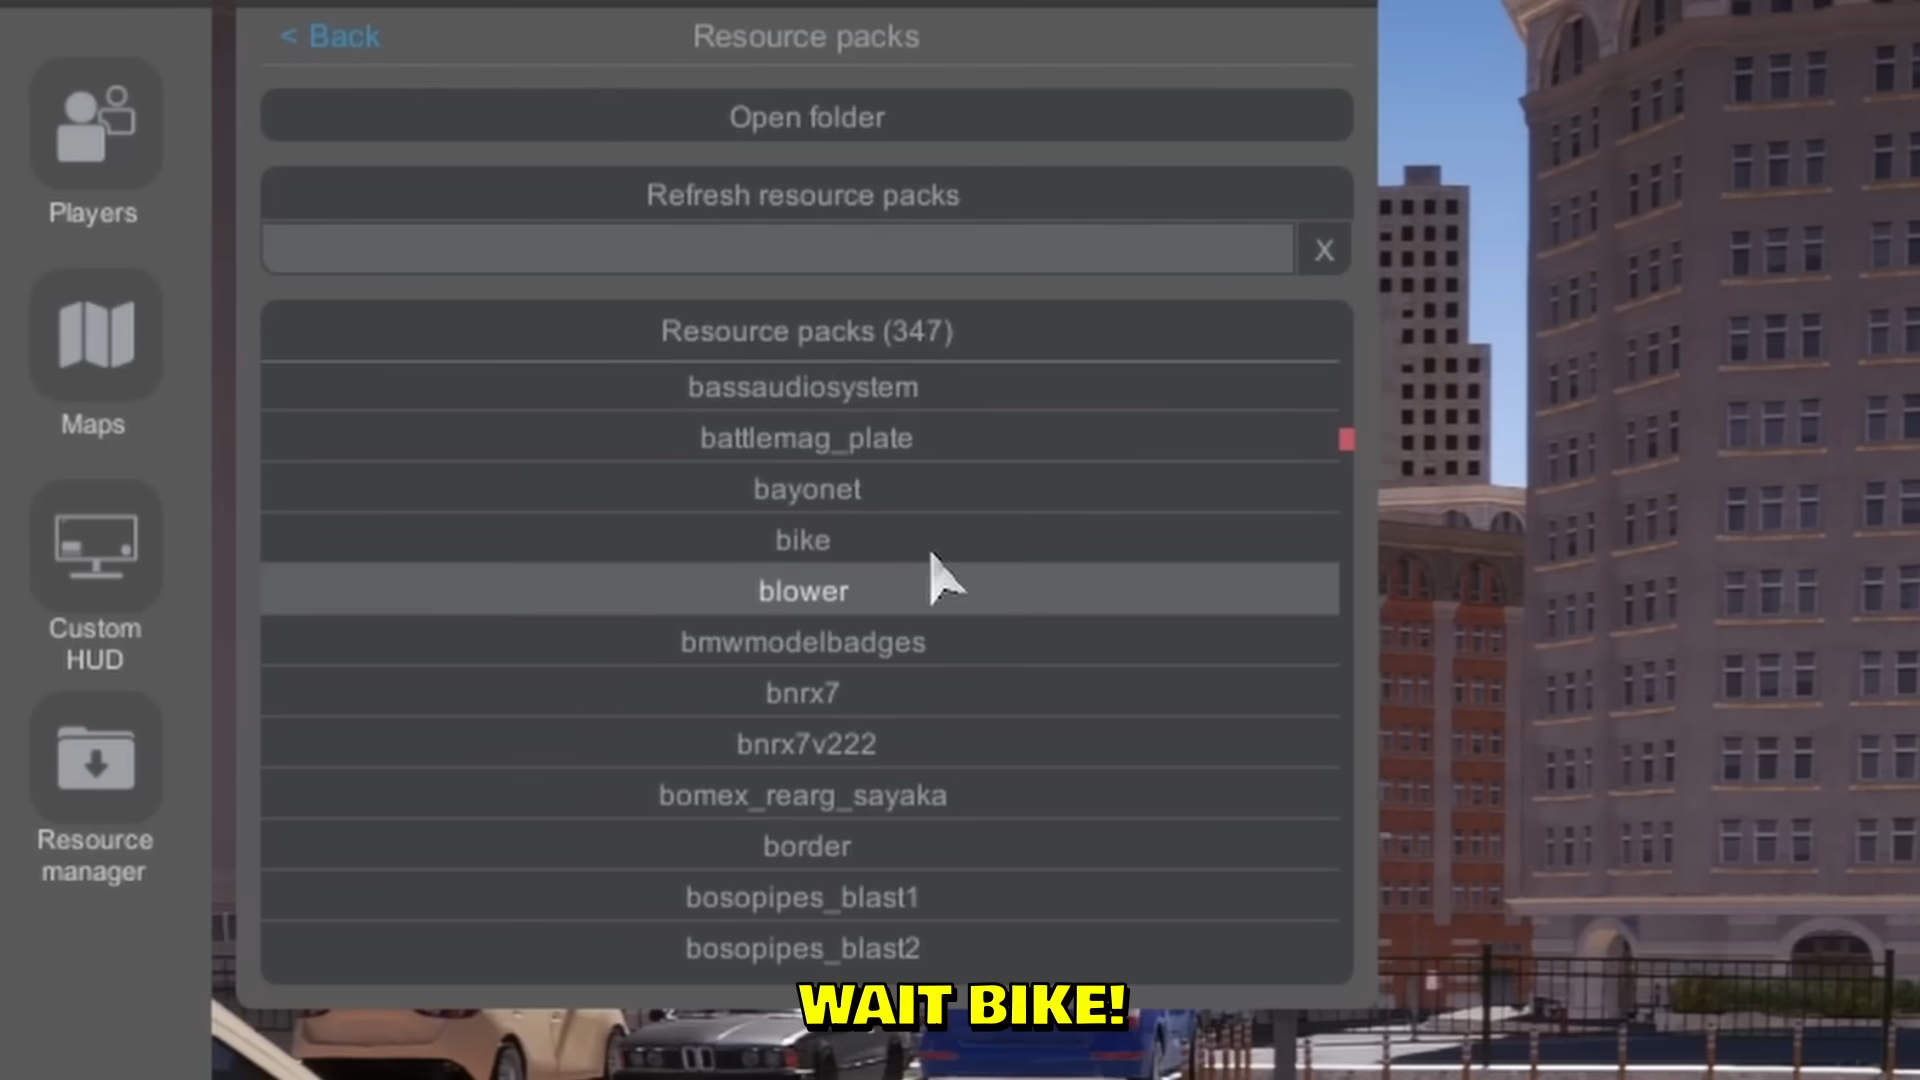 < Back
Resource packs
Open folder
Refresh resource packs
X
Resource packs (347)
bassaudiosystem
battlemag_plate
bayonet
bike
blower
bmwmodelbadges
bnrx7
bnrx7v222
bomex_rearg_sayaka
border
bosopipes_blast1
bosopipes_blast2
Players
Maps
Custom
HUD
Resource
manager
WAIT BIKE!